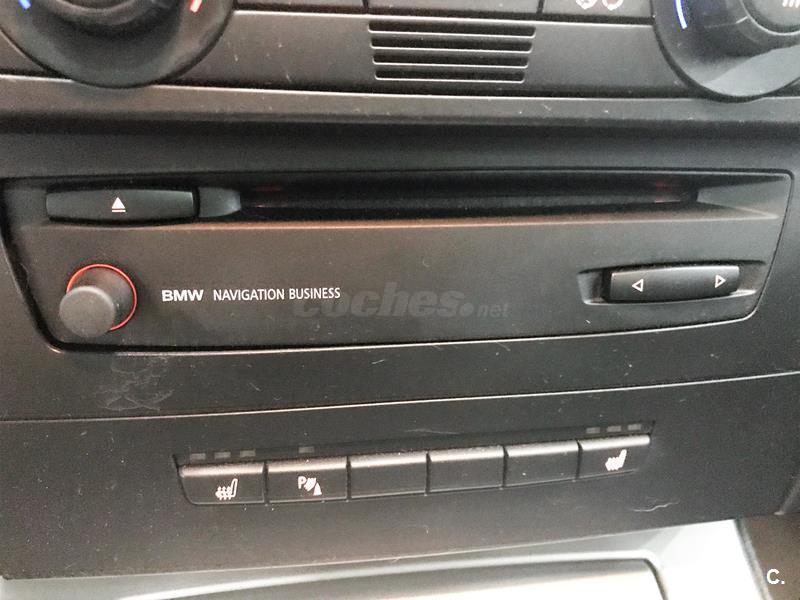 BMW NAVIGATION BUSINESS
coches.net
P
C.